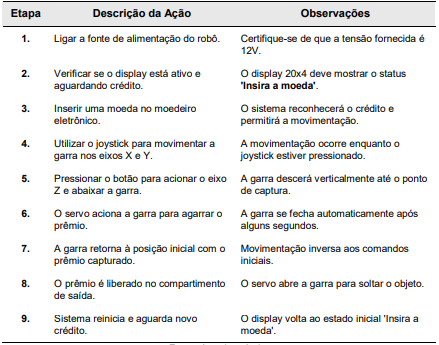 Etapa Descrição da Ação Observações
1. Ligar a fonte de alimentação do robô. Certifique-se de que a tensão fornecida é
12V.
2. Verificar se o display está ativo e O display 20x4 deve mostrar o status
aguardando crédito. 'Insira a moeda'.
3. Inserir uma moeda no moedeiro O sistema reconhecerá o crédito e
eletrônico. permitirá a movimentação.
4. Utilizar o joystick para movimentar a A movimentação ocorre enquanto o
garra nos eixos X e Y. joystick estiver pressionado.
5. Pressionar o botão para acionar o eixo A garra descerá verticalmente até o ponto
Z e abaixar a garra. de captura.
6. O servo aciona a garra para agarrar o A garra se fecha automaticamente após
prêmio. alguns segundos.
7. A garra retorna à posição inicial com o Movimentação inversa aos comandos
prêmio capturado. iniciais.
8. O prêmio é liberado no compartimento O servo abre a garra para soltar o objeto.
de saída.
9. Sistema reinicia e aguarda novo O display volta ao estado inicial 'Insira a
crédito. moeda'.